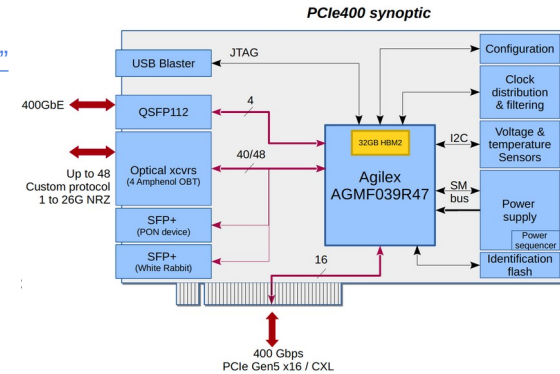 PCIe400 synoptic
”
USB Blaster
JTAG
Configuration
Clock
distribution
& filtering
400GbE
QSFP112
4
32GB HBM2
I2C
Voltage &
temperature
Sensors
Up to 48
Custom protocol
1 to 26G NRZ
Optical xcvrs
(4 Amphenol OBT)
40/48
Agilex
AGMF039R47
SM
bus
Power
supply
Power
sequencer
SFP+
(PON device)
SFP+
(White Rabbit)
16
Identification
flash
:
400 Gbps
PCIe Gen5 x16 / CXL